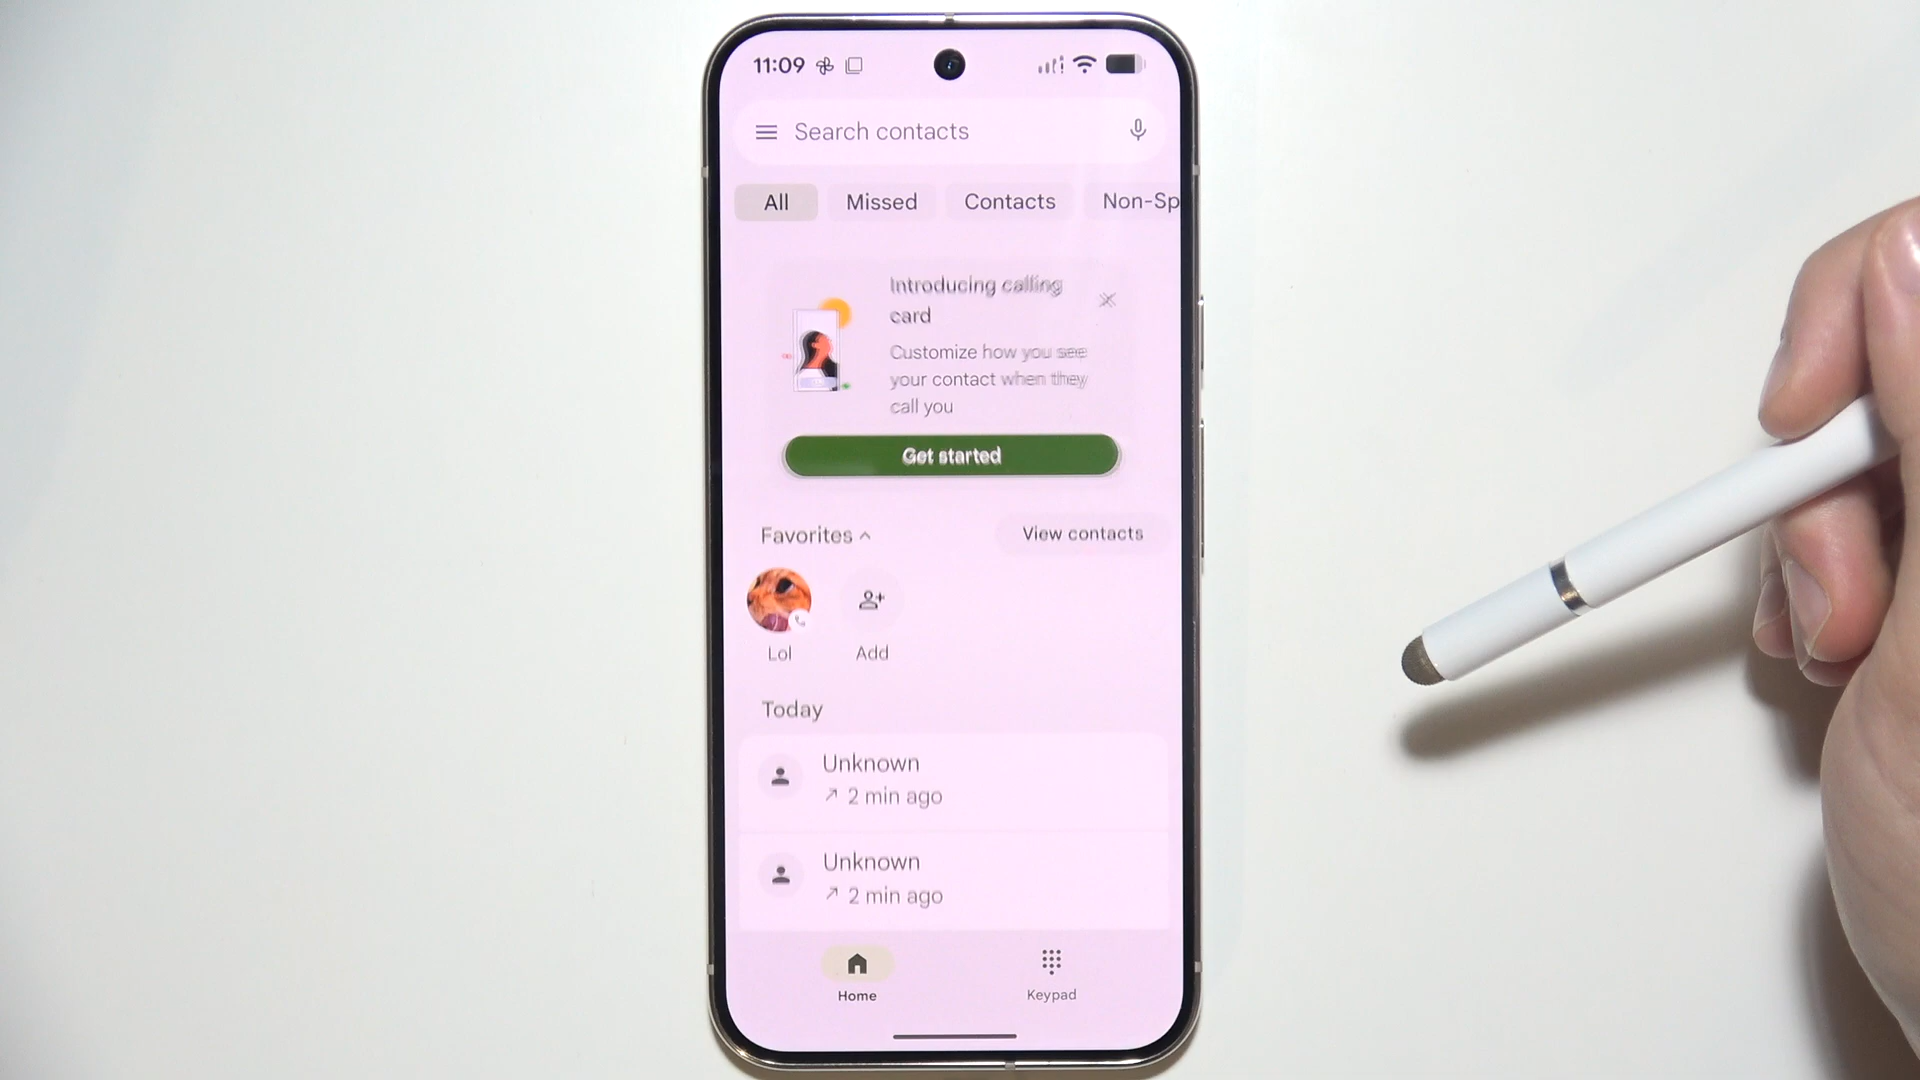 11:09
Search contacts
All Missed Contacts Non-Sp
Introducing calling
card
Customize how you see
your contact when they
call you
Get started
Favorites View contacts
Lol Add
Today
Unknown
2 min ago
Unknown
2 min ago
Home Keypad